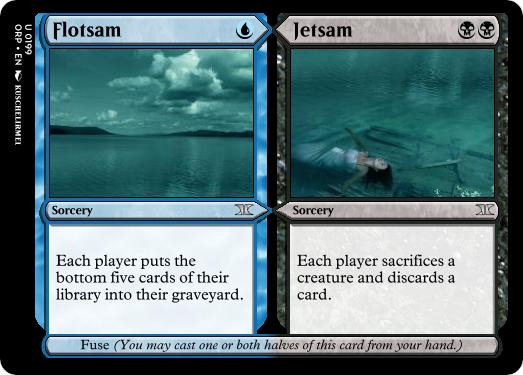 Flotsam
Sorcery
Each player puts the
bottom five cards of their
library into their graveyard.
Jetsam
Sorcery
Each player sacrifices a
creature and discards a
card.
Fuse (You may cast one or both halves of this card from your hand.)
U 0199
ORP • EN KUSCHELIRMEL